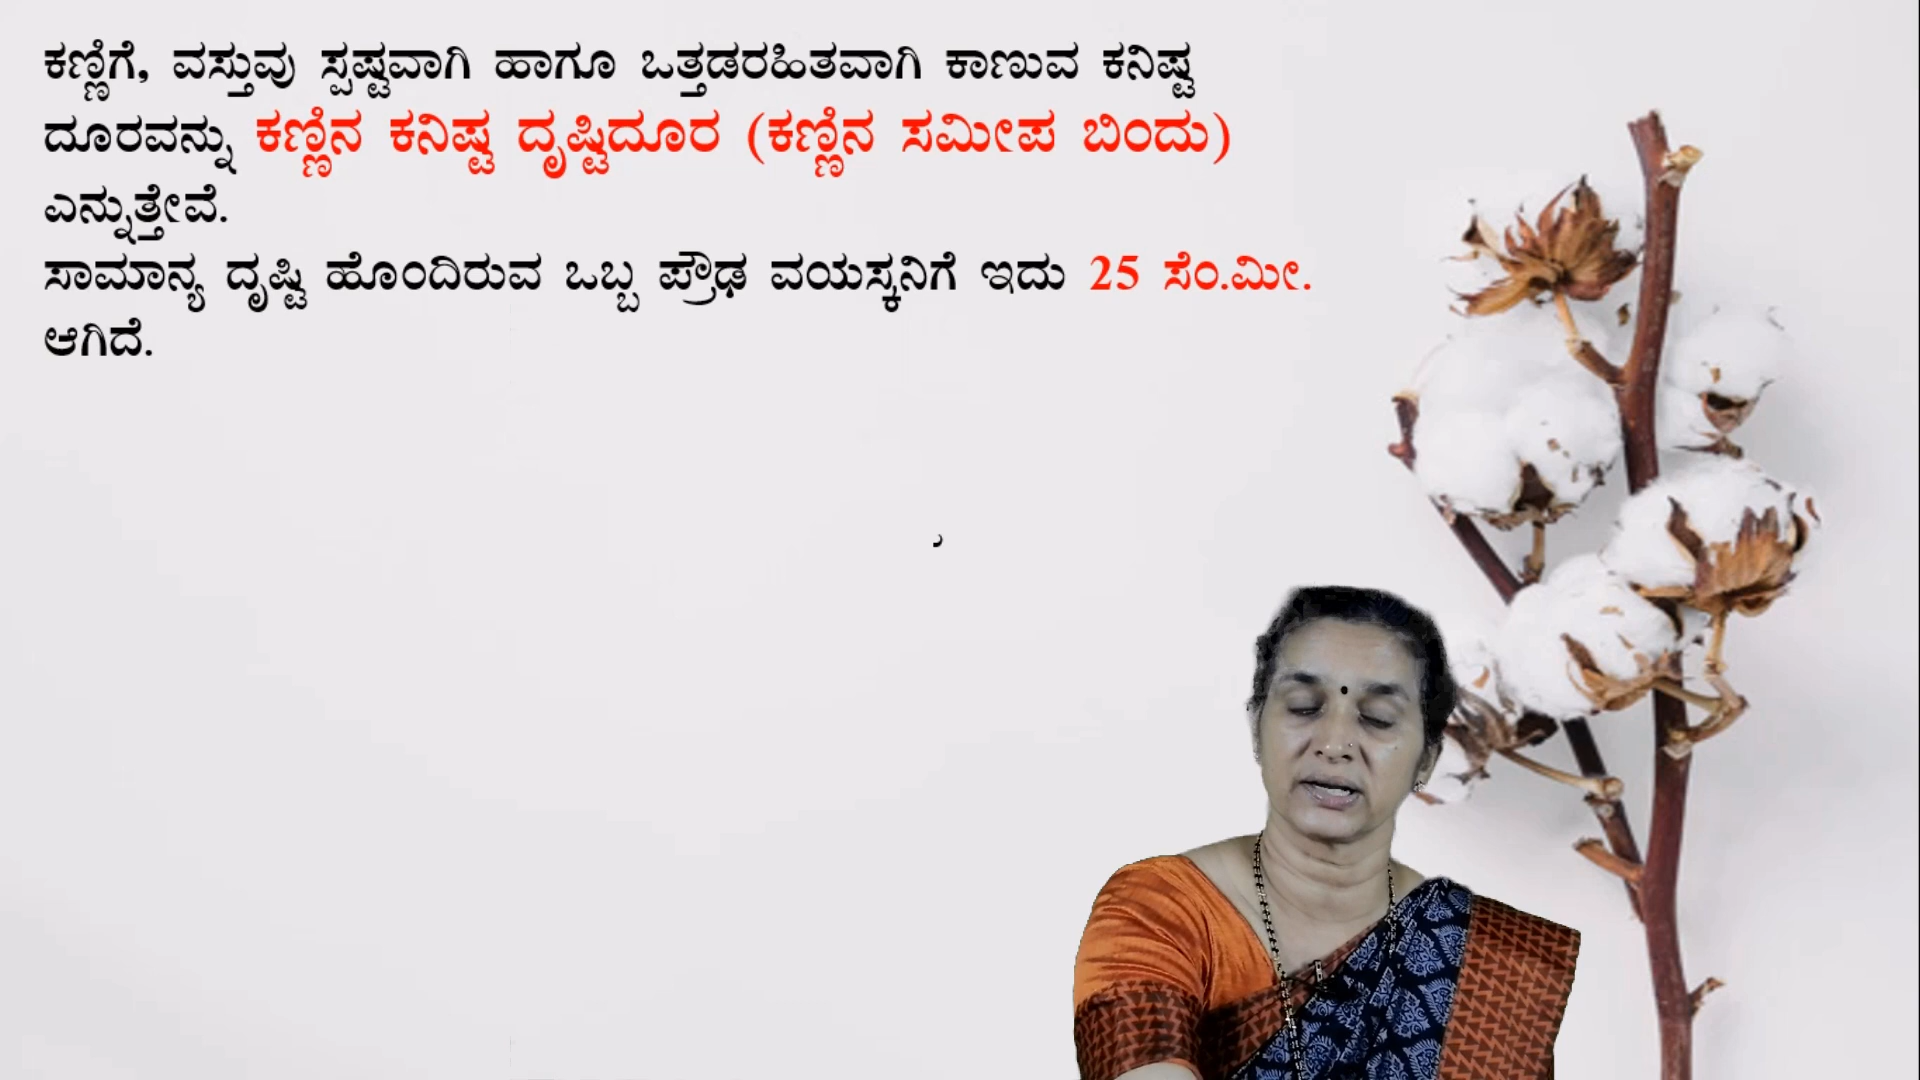 ಕಣ್ಣಿಗೆ, ವಸ್ತುವು ಸ್ಪಷ್ಟವಾಗಿ ಹಾಗೂ ಒತ್ತಡರಹಿತವಾಗಿ ಕಾಣುವ ಕನಿಷ್ಟ
ದೂರವನ್ನು ಕಣ್ಣಿನ ಕನಿಷ್ಟ ದೃಷ್ಟಿದೂರ (ಕಣ್ಣಿನ ಸಮೀಪ ಬಿಂದು)
ಎನ್ನುತ್ತೇವೆ.
ಸಾಮಾನ್ಯ ದೃಷ್ಟಿ ಹೊಂದಿರುವ ಒಬ್ಬ ಪ್ರೌಢ ವಯಸ್ಕನಿಗೆ ಇದು 25 ಸೆಂ.ಮೀ.
ಆಗಿದೆ.